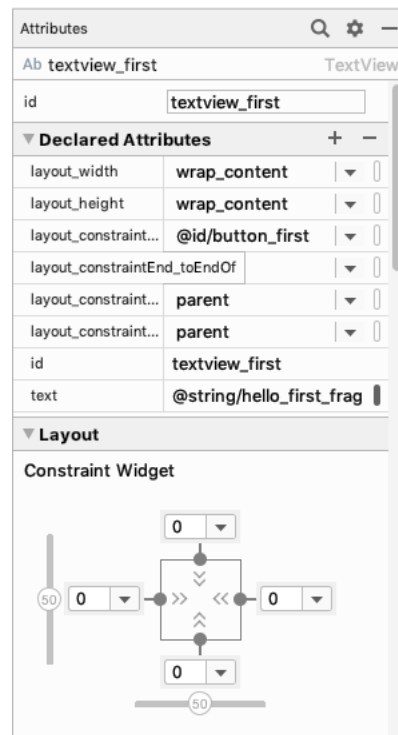 Attributes
Ab textview_first TextView
id textview_first
Declared Attributes + −
layout_width wrap_content
layout_height wrap_content
layout_constraint... @id/button_first
layout_constraintEnd_toEndOf
layout_constraint... parent
layout_constraint... parent
id textview_first
text @string/hello_first_frag
Layout
Constraint Widget
0
50 0 0
0
50